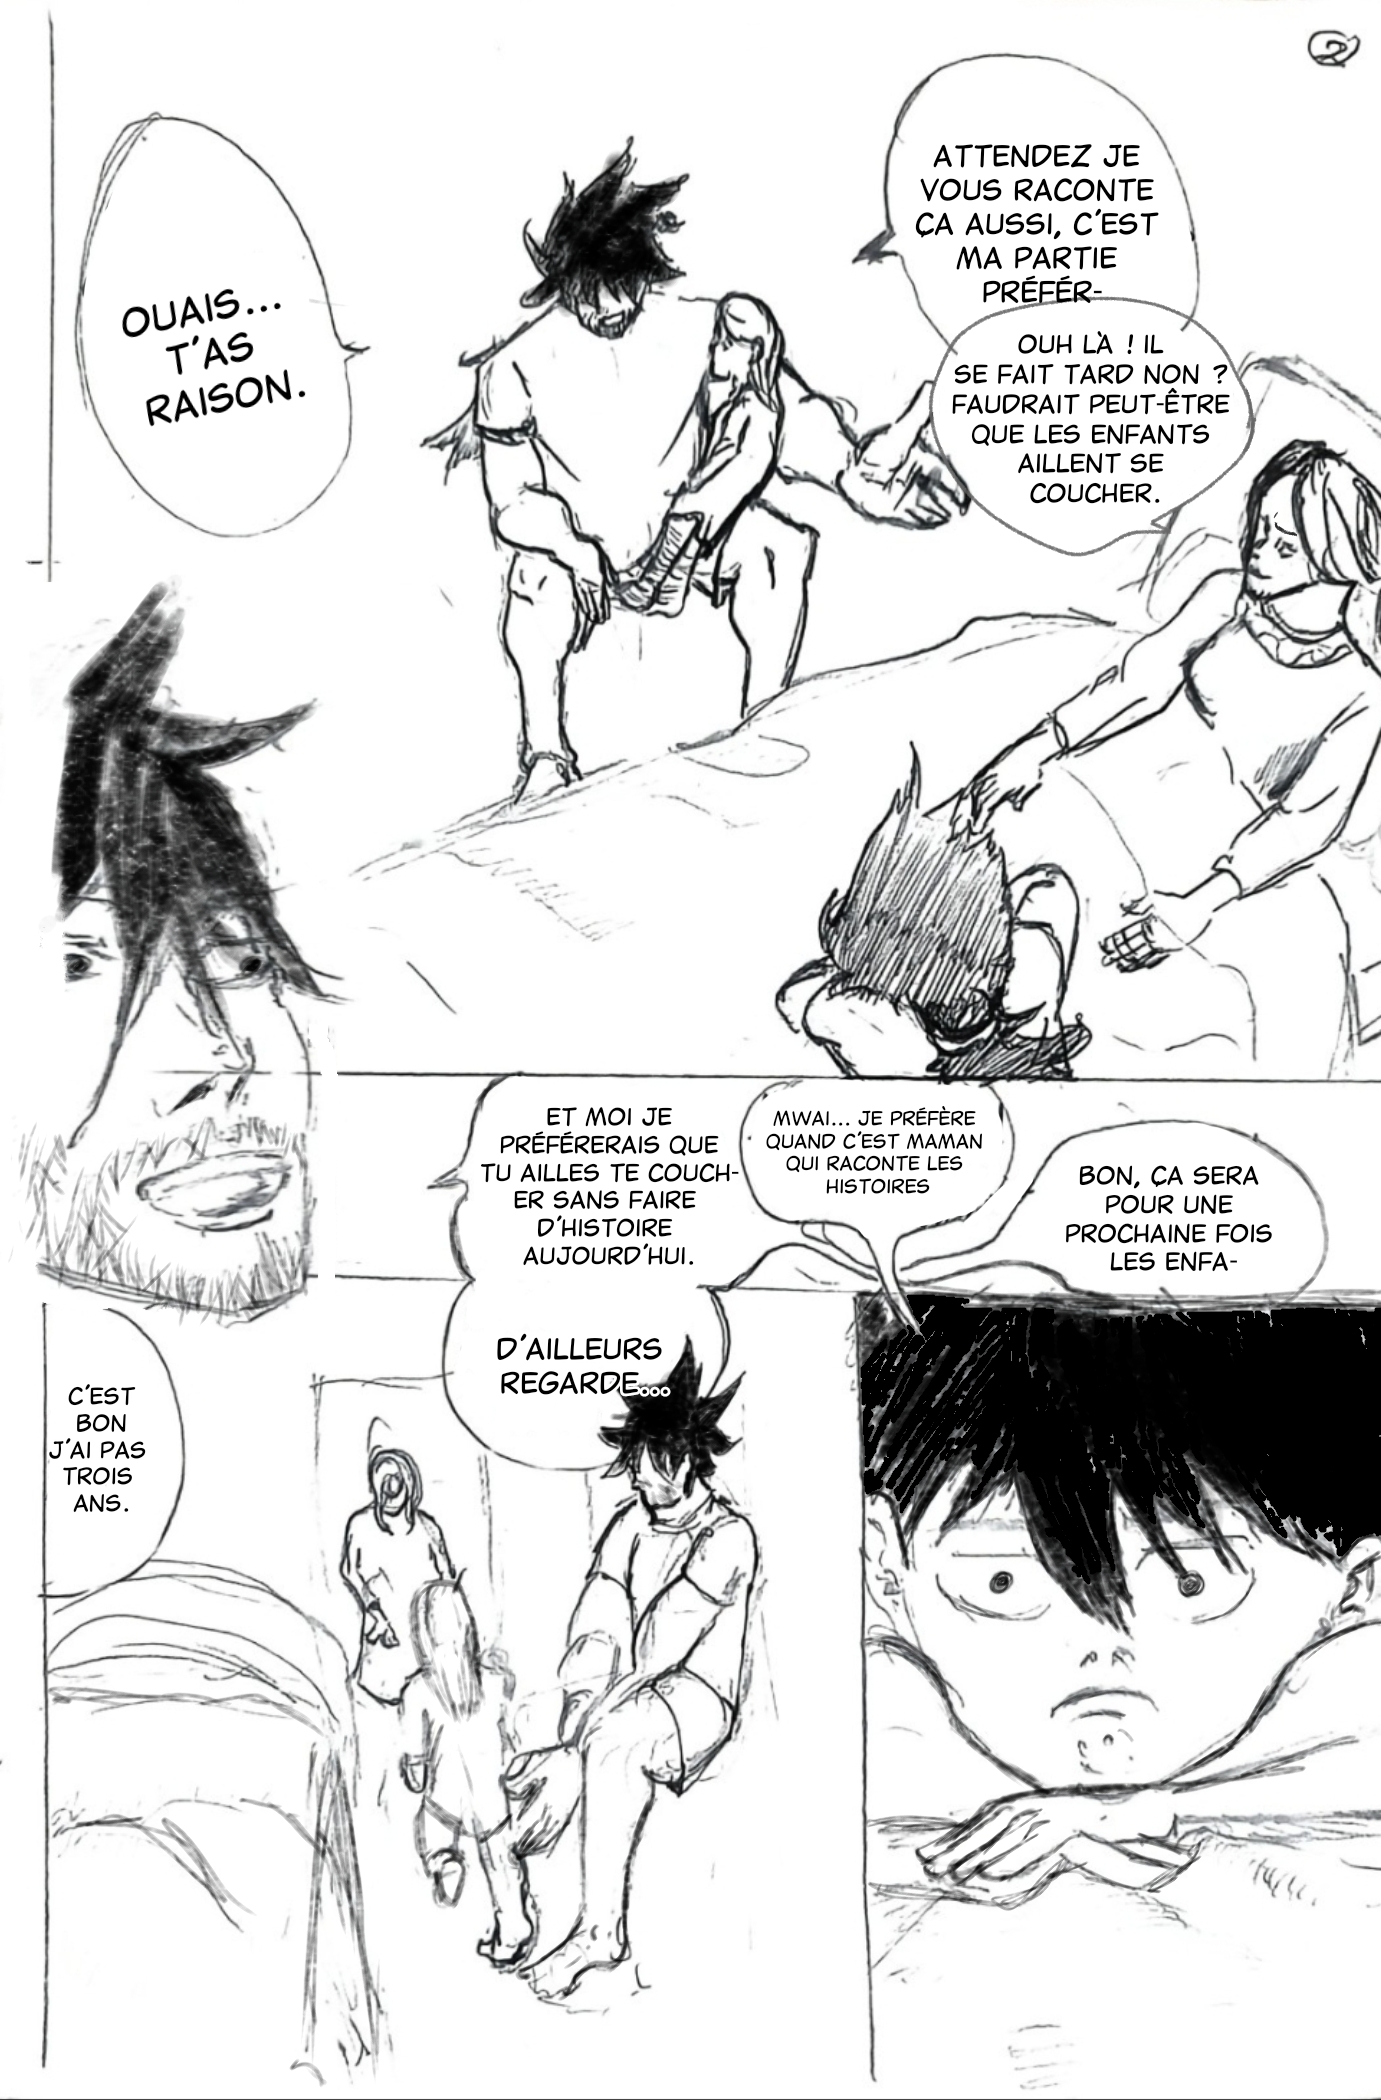 2
ATTENDEZ JE
VOUS RACONTE
ÇA AUSSI, C'EST
MA PARTIE
PRÉFÉR-
OUH LÀ ! IL
SE FAIT TARD NON ?
FAUDRAIT PEUT-ÊTRE
QUE LES ENFANTS
AILLENT SE
COUCHER.
OUAIS...
T'AS
RAISON.
BON, ÇA SERA
POUR UNE
PROCHAINE FOIS
LES ENFA-
MWAI... JE PRÉFÈRE
QUAND C'EST MAMAN
QUI RACONTE LES
HISTOIRES
ET MOI JE
PRÉFÉRERAIS QUE
TU AILLES TE COUCH-
ER SANS FAIRE
D'HISTOIRE
AUJOURD'HUI.
D'AILLEURS
REGARDE...
C'EST
BON
J'AI PAS
TROIS
ANS.